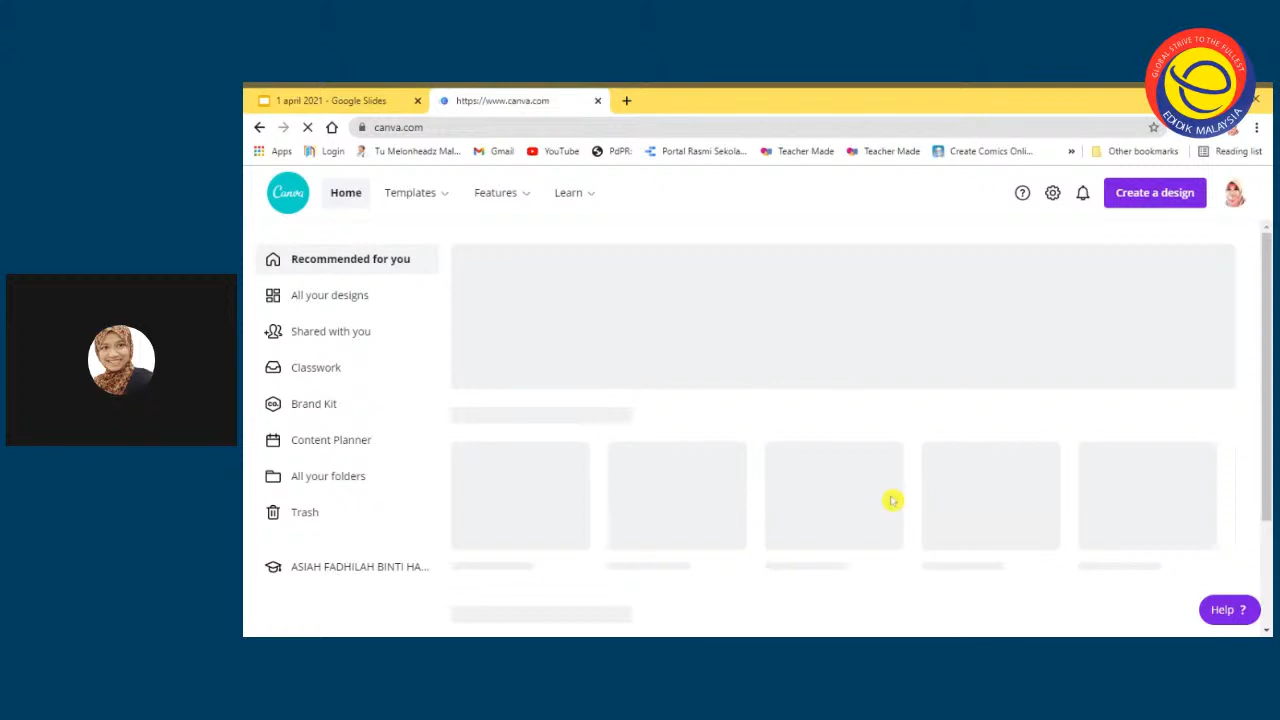 GLOBAL STRIVE TO THE FULLEST
EDIDIK MALAYSIA
1 april 2021 - Google Slides
https://www.canva.com
canva.com
Apps
Login
Tu Melonheadz Mal...
Gmail
YouTube
PdPR:
Portal Rasmi Sekola...
Teacher Made
Teacher Made
Create Comics Onli...
»
Other bookmarks
Reading list
Canva
Home
Templates
Features
Learn
Create a design
Recommended for you
All your designs
Shared with you
Classwork
co.
Brand Kit
Content Planner
All your folders
Trash
ASIAH FADHILAH BINTI HA...
Help ?